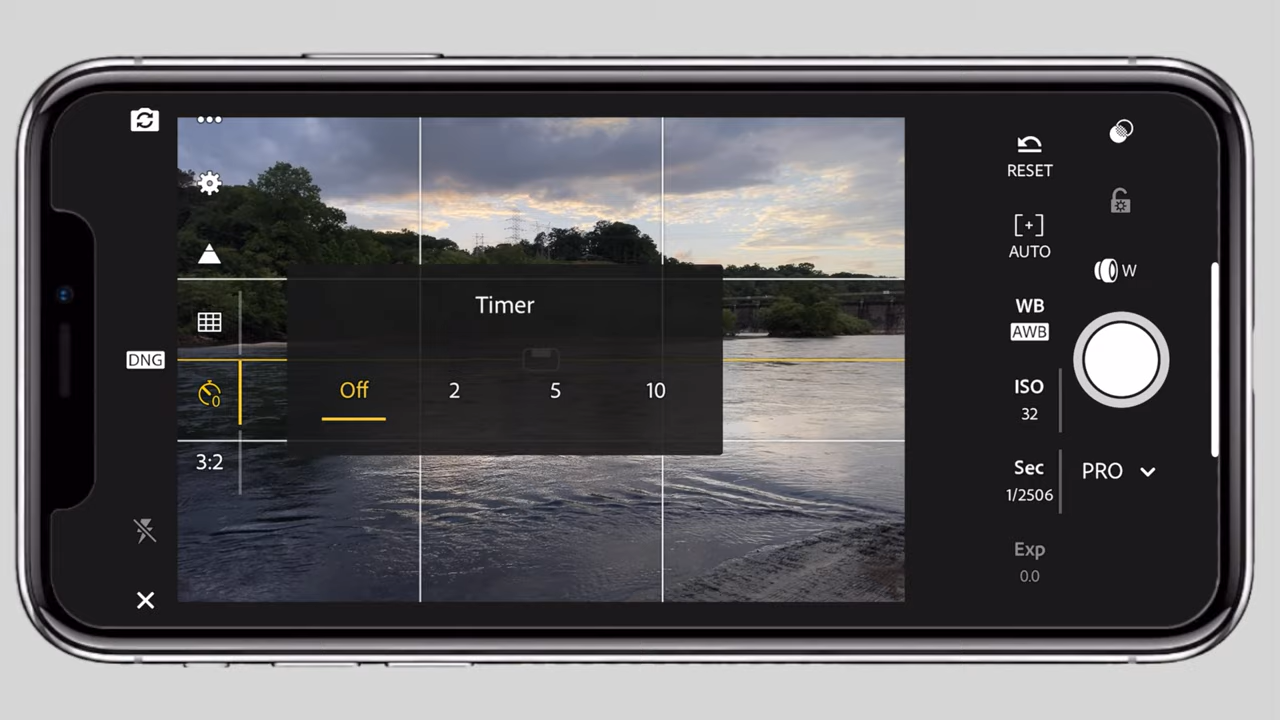 DNG
0
3:2
Timer
Off 2 5 10
RESET
[+]
AUTO
WB
AWB
ISO
32
Sec
1/2506
Exp
0.0
W
PRO